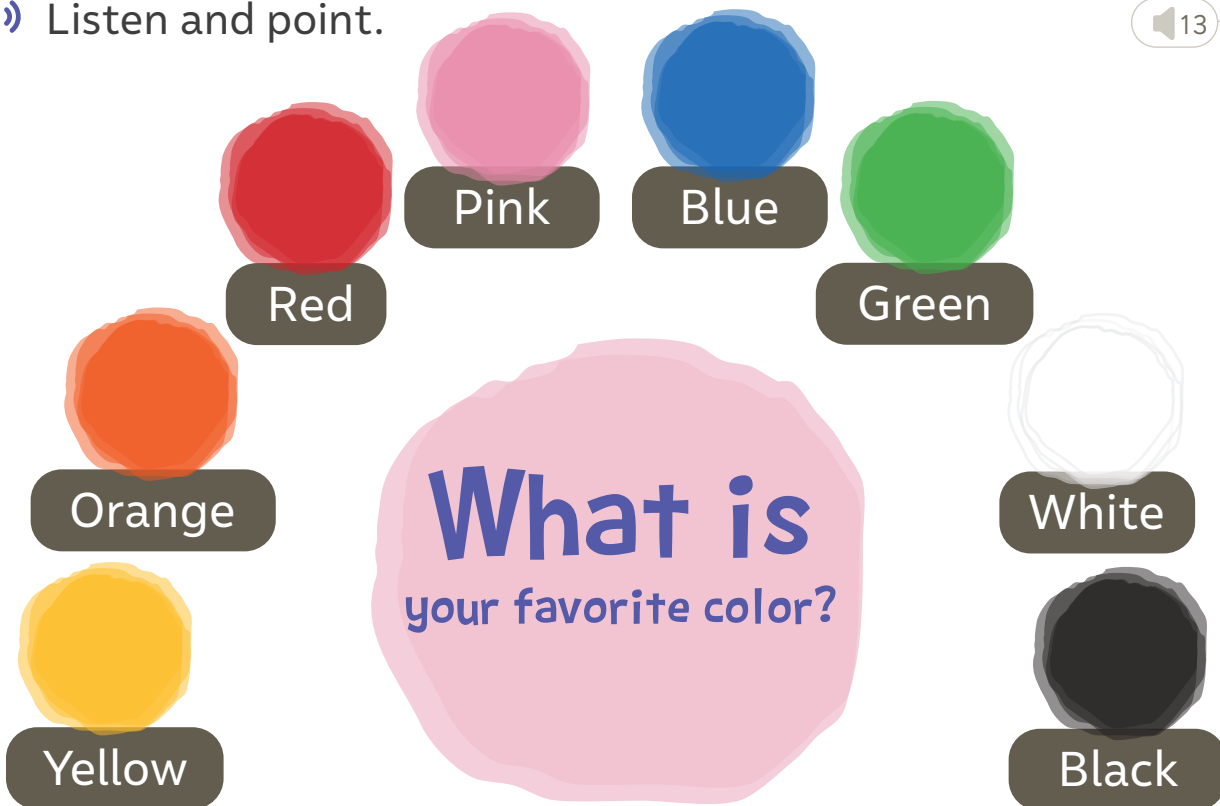 Listen and point.
13
Pink
Blue
Red
Green
Orange
White
What is
your favorite color?
Yellow
Black